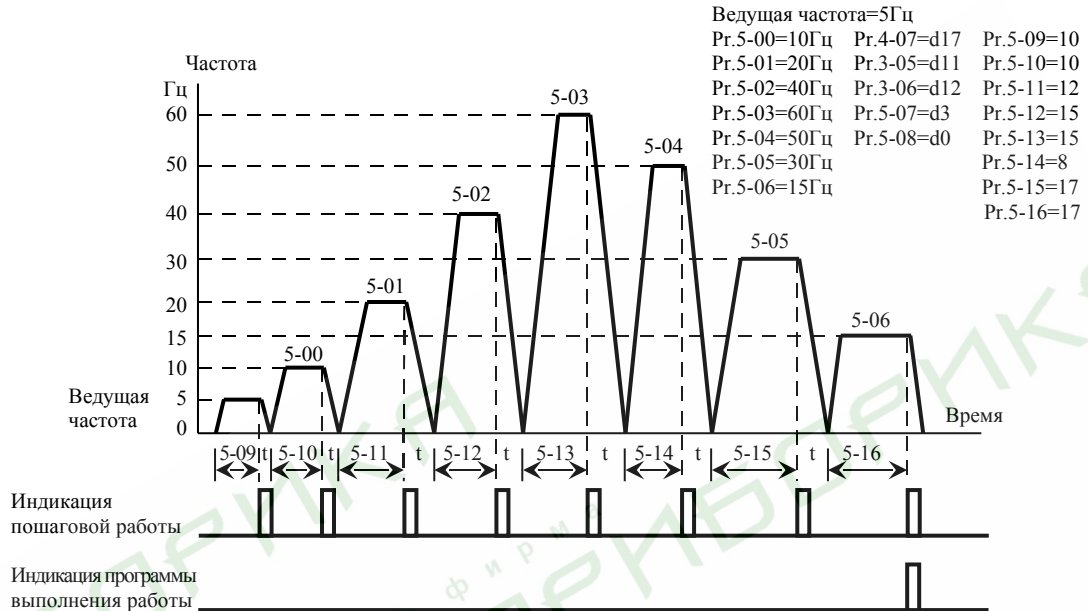 Ведущая частота=5Гц
Pr.5-00=10Гц Pr.4-07=d17 Pr.5-09=10
Pr.5-01=20Гц Pr.3-05=d11 Pr.5-10=10
Pr.5-02=40Гц Pr.3-06=d12 Pr.5-11=12
Pr.5-03=60Гц Pr.5-07=d3 Pr.5-12=15
Pr.5-04=50Гц Pr.5-08=d0 Pr.5-13=15
Pr.5-05=30Гц Pr.5-14=8
Pr.5-06=15Гц Pr.5-15=17
Pr.5-16=17
Частота
Гц
60
50
40
30
20
15
10
5
0
5-03
5-04
5-02
5-05
5-01
5-06
5-00
Ведущая
частота
Время
5-09 t 5-10 t 5-11 t 5-12 t 5-13 t 5-14 t 5-15 t 5-16
Индикация
пошаговой работы
Индикация программы
выполнения работы
фирма
ПРИБОРИКА